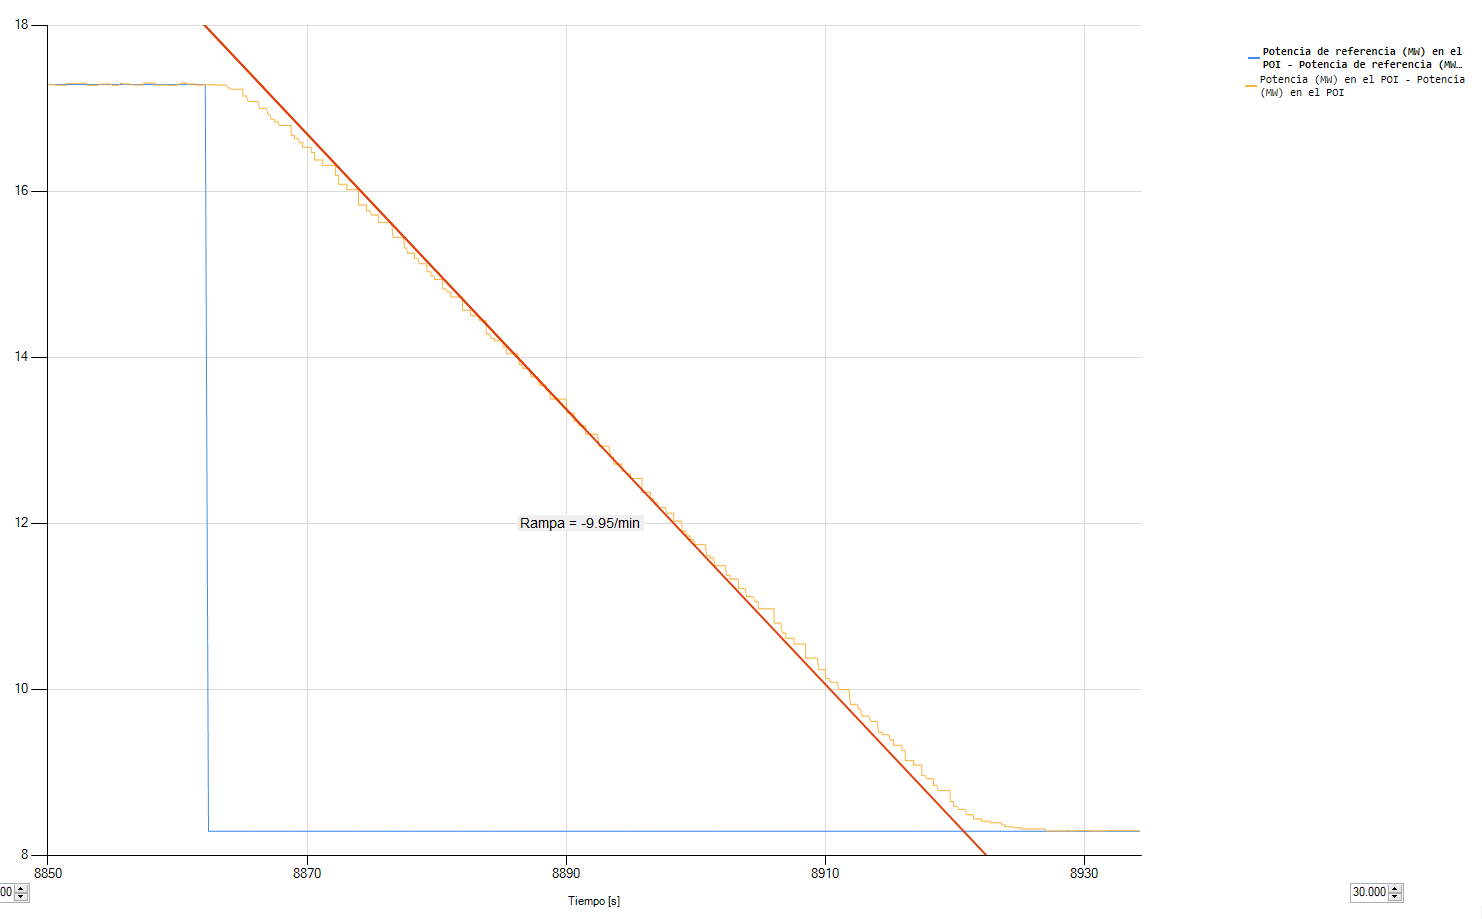 18
16
14
12
10
8
Potencia de referencia (MW) en el
POI - Potencia de referencia (MW…
Potencia (MW) en el POI - Potencia
(MW) en el POI
Rampa = -9.95/min
8850 8870 8890 8910 8930
00 30.000
Tiempo [s]